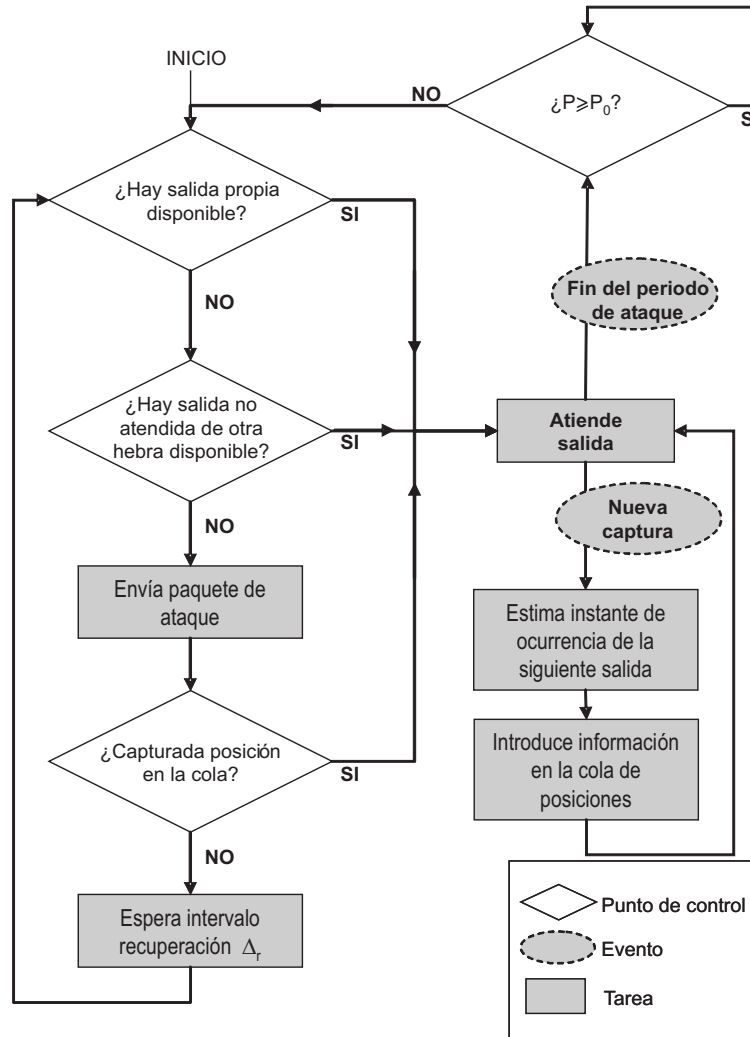 INICIO
NO
¿P≥P₀?
S
¿Hay salida propia
disponible?
SI
NO
Fin del periodo
de ataque
¿Hay salida no
atendida de otra
hebra disponible?
SI
Atiende
salida
NO
Nueva
captura
Envía paquete de
ataque
Estima instante de
ocurrencia de la
siguiente salida
¿Capturada posición
en la cola?
SI
Introduce información
en la cola de
posiciones
NO
Espera intervalo
recuperación Δᵣ
Punto de control
Evento
Tarea